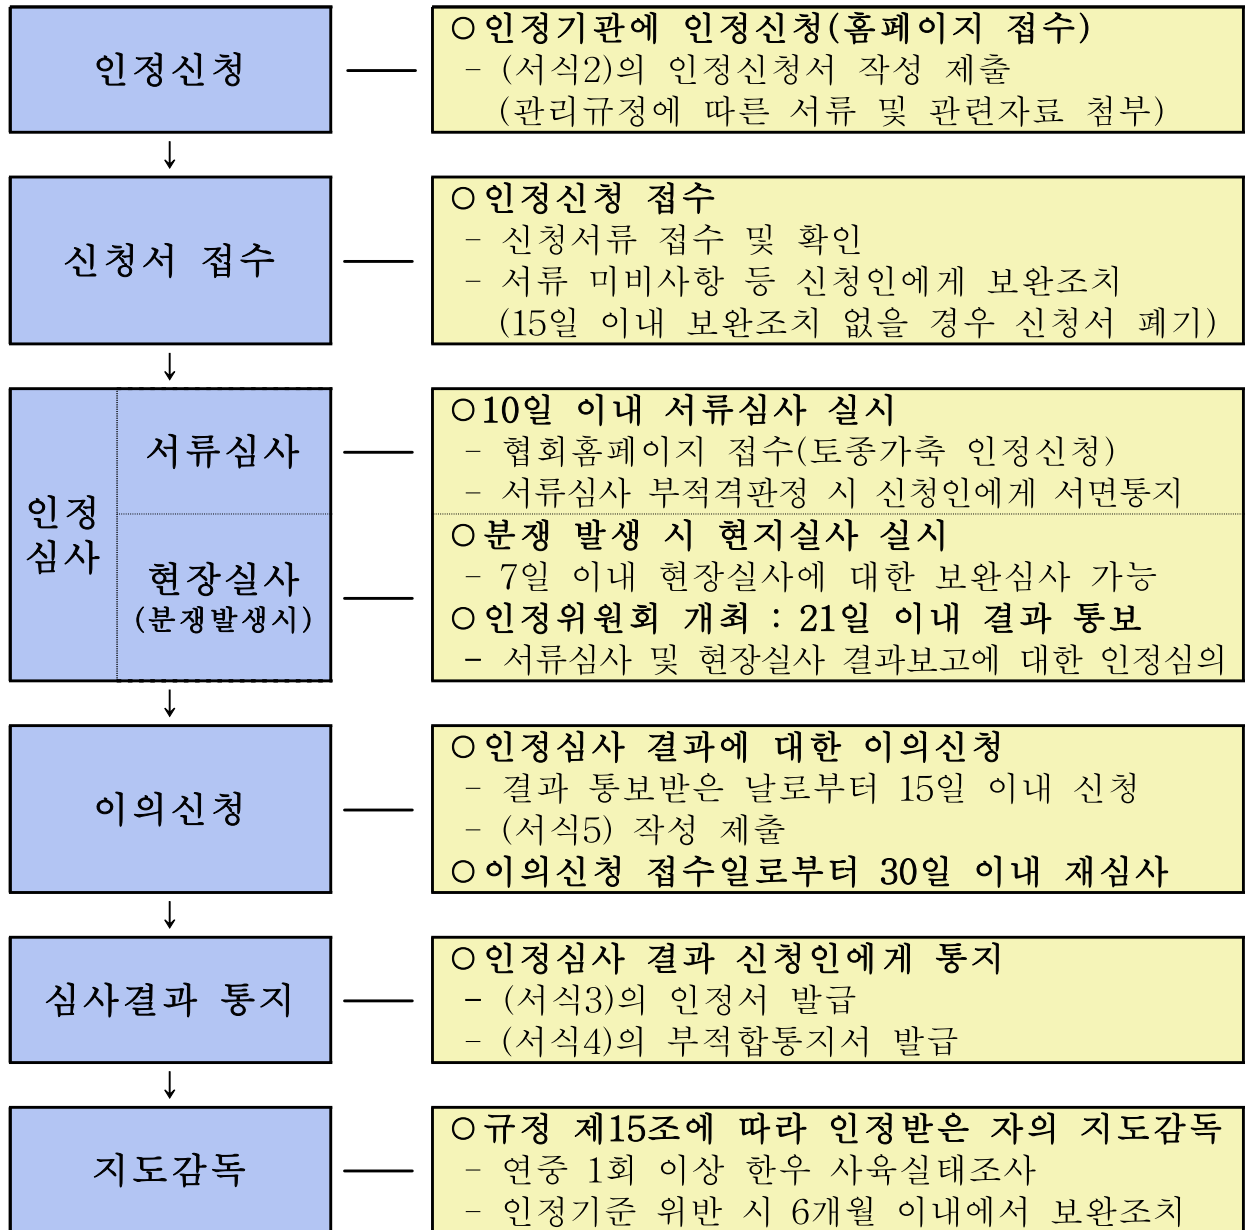 인정신청
○인정기관에 인정신청(홈페이지 접수)
- (서식2)의 인정신청서 작성 제출
(관리규정에 따른 서류 및 관련자료 첨부)
↓
신청서 접수
○인정신청 접수
- 신청서류 접수 및 확인
- 서류 미비사항 등 신청인에게 보완조치
(15일 이내 보완조치 없을 경우 신청서 폐기)
↓
인정
심사
서류심사
○10일 이내 서류심사 실시
- 협회홈페이지 접수(토종가축 인정신청)
- 서류심사 부적격판정 시 신청인에게 서면통지
현장실사
(분쟁발생시)
○분쟁 발생 시 현지실사 실시
- 7일 이내 현장실사에 대한 보완심사 가능
○인정위원회 개최 : 21일 이내 결과 통보
- 서류심사 및 현장실사 결과보고에 대한 인정심의
↓
이의신청
○인정심사 결과에 대한 이의신청
- 결과 통보받은 날로부터 15일 이내 신청
- (서식5) 작성 제출
○이의신청 접수일로부터 30일 이내 재심사
↓
심사결과 통지
○인정심사 결과 신청인에게 통지
- (서식3)의 인정서 발급
- (서식4)의 부적합통지서 발급
↓
지도감독
○규정 제15조에 따라 인정받은 자의 지도감독
- 연중 1회 이상 한우 사육실태조사
- 인정기준 위반 시 6개월 이내에서 보완조치